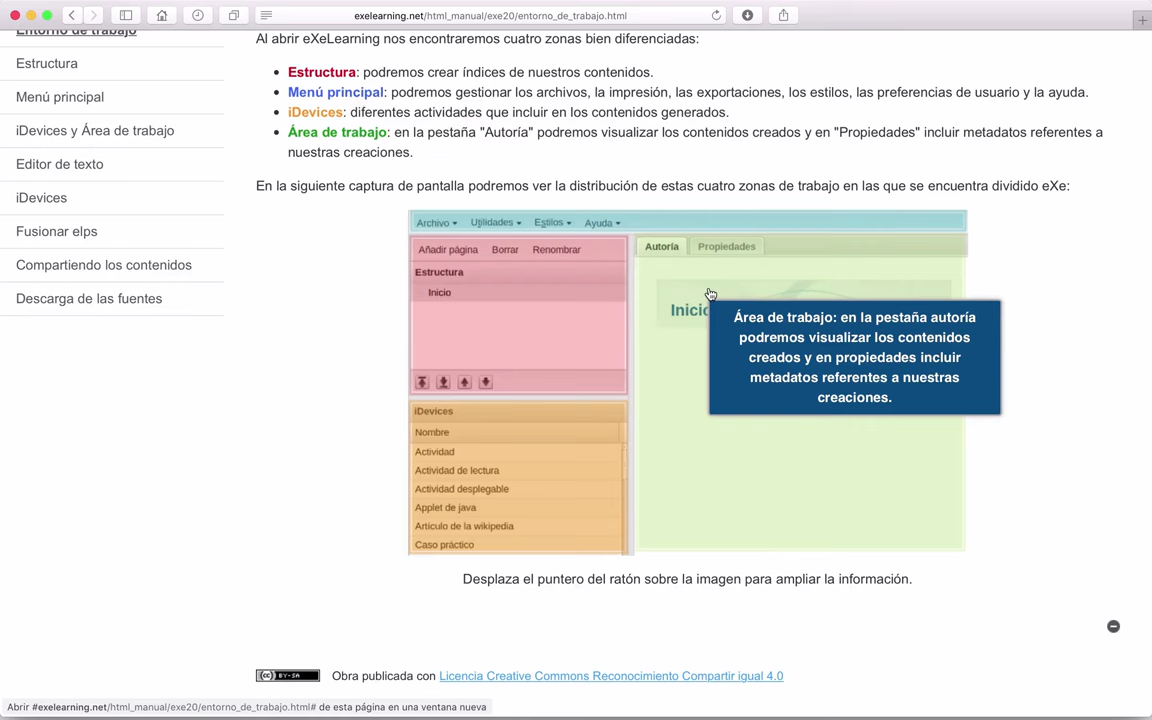 exelearning.net/html_manual/exe20/entorno_de_trabajo.html
Entorno de trabajo
Estructura
Menú principal
iDevices y Área de trabajo
Editor de texto
iDevices
Fusionar elps
Compartiendo los contenidos
Descarga de las fuentes
Al abrir eXeLearning nos encontraremos cuatro zonas bien diferenciadas:
Estructura: podremos crear índices de nuestros contenidos.
Menú principal: podremos gestionar los archivos, la impresión, las exportaciones, los estilos, las preferencias de usuario y la ayuda.
iDevices: diferentes actividades que incluir en los contenidos generados.
Área de trabajo: en la pestaña "Autoría" podremos visualizar los contenidos creados y en "Propiedades" incluir metadatos referentes a
nuestras creaciones.
En la siguiente captura de pantalla podremos ver la distribución de estas cuatro zonas de trabajo en las que se encuentra dividido eXe:
Archivo Utilidades Estilos Ayuda
Añadir página Borrar Renombrar
Estructura
Inicio
iDevices
Nombre
Actividad
Actividad de lectura
Actividad desplegable
Applet de java
Artículo de la wikipedia
Caso práctico
Autoría Propiedades
Inicio
Área de trabajo: en la pestaña autoría
podremos visualizar los contenidos
creados y en propiedades incluir
metadatos referentes a nuestras
creaciones.
Desplaza el puntero del ratón sobre la imagen para ampliar la información.
(cc) BY-SA Obra publicada con Licencia Creative Commons Reconocimiento Compartir igual 4.0
Abrir #exelearning.net/html_manual/exe20/entorno_de_trabajo.html# de esta página en una ventana nueva